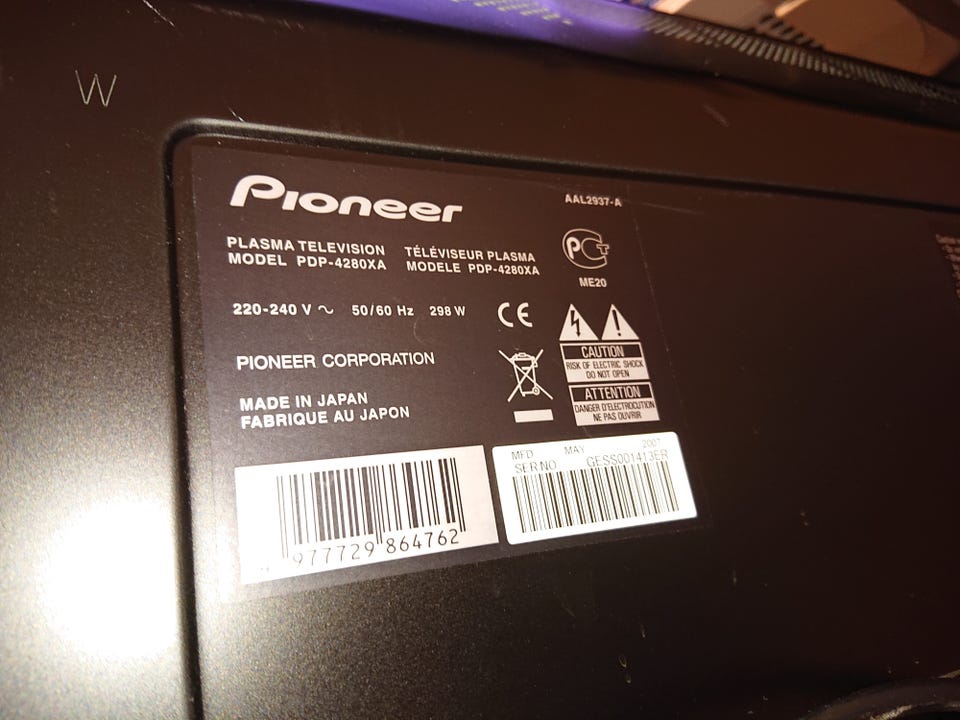 W
Pioneer
AAL2937-A
PLASMA TELEVISION
MODEL PDP-4280XA
TÉLÉVISEUR PLASMA
MODELE PDP-4280XA
ME20
220-240 V ~ 50/60 Hz 298 W
CE
PIONEER CORPORATION
CAUTION
RISK OF ELECTRIC SHOCK
DO NOT OPEN
ATTENTION
DANGER D'ELECTROCUTION
NE PAS OUVRIR
MADE IN JAPAN
FABRIQUE AU JAPON
MFD MAY 2007
SER NO GESS001413ER
977729 864762